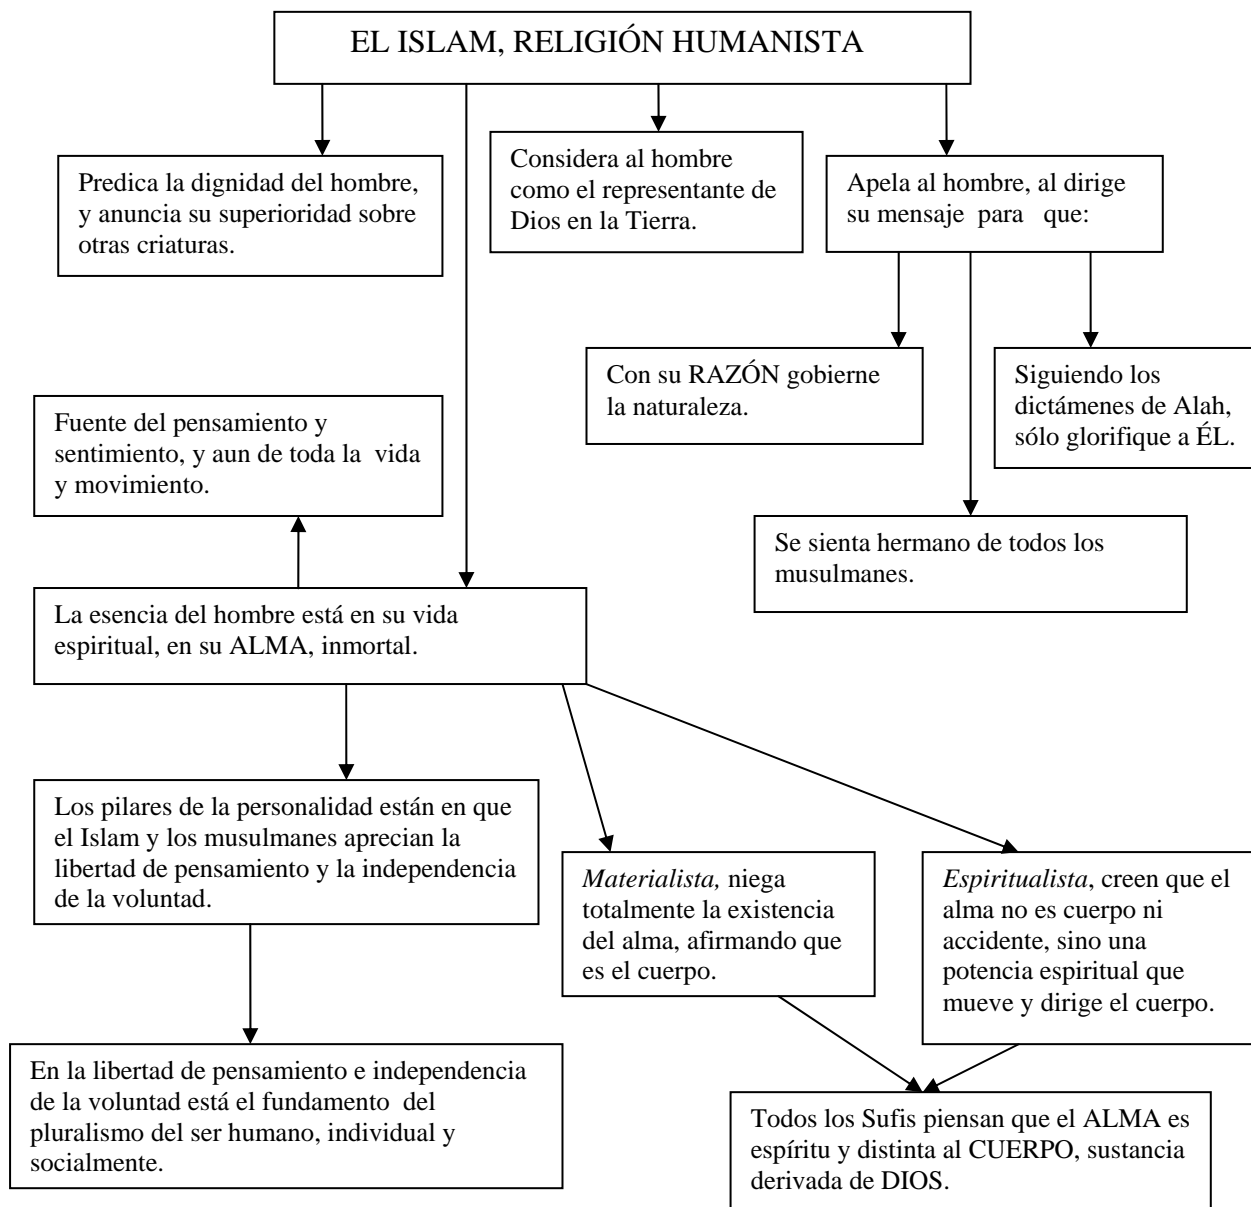 EL ISLAM, RELIGIÓN HUMANISTA
Predica la dignidad del hombre,
y anuncia su superioridad sobre
otras criaturas.
Considera al hombre
como el representante de
Dios en la Tierra.
Apela al hombre, al dirige
su mensaje para que:
Con su RAZÓN gobierne
la naturaleza.
Siguiendo los
dictámenes de Alah,
sólo glorifique a ÉL.
Fuente del pensamiento y
sentimiento, y aun de toda la vida
y movimiento.
Se sienta hermano de todos los
musulmanes.
La esencia del hombre está en su vida
espiritual, en su ALMA, inmortal.
Los pilares de la personalidad están en que
el Islam y los musulmanes aprecian la
libertad de pensamiento y la independencia
de la voluntad.
Materialista, niega
totalmente la existencia
del alma, afirmando que
es el cuerpo.
Espiritualista, creen que el
alma no es cuerpo ni
accidente, sino una
potencia espiritual que
mueve y dirige el cuerpo.
En la libertad de pensamiento e independencia
de la voluntad está el fundamento del
pluralismo del ser humano, individual y
socialmente.
Todos los Sufis piensan que el ALMA es
espíritu y distinta al CUERPO, sustancia
derivada de DIOS.